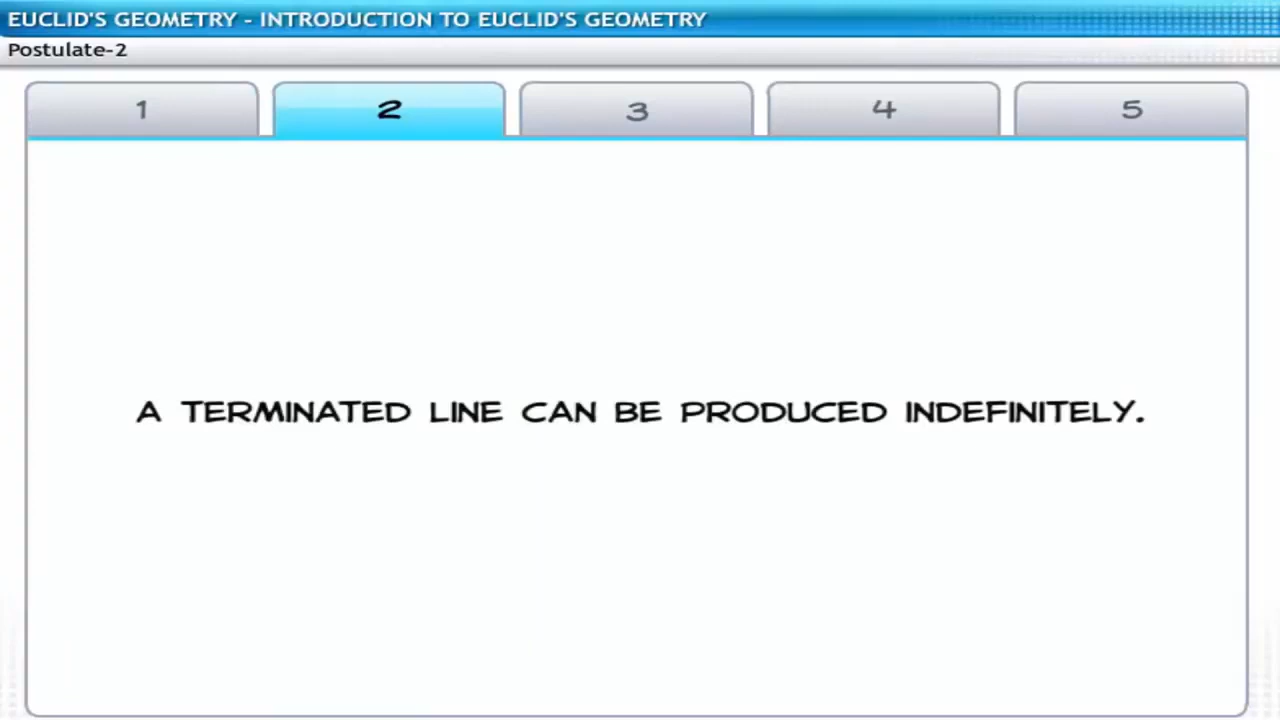 EUCLID'S GEOMETRY - INTRODUCTION TO EUCLID'S GEOMETRY
Postulate-2
1 2 3 4 5
A TERMINATED LINE CAN BE PRODUCED INDEFINITELY.